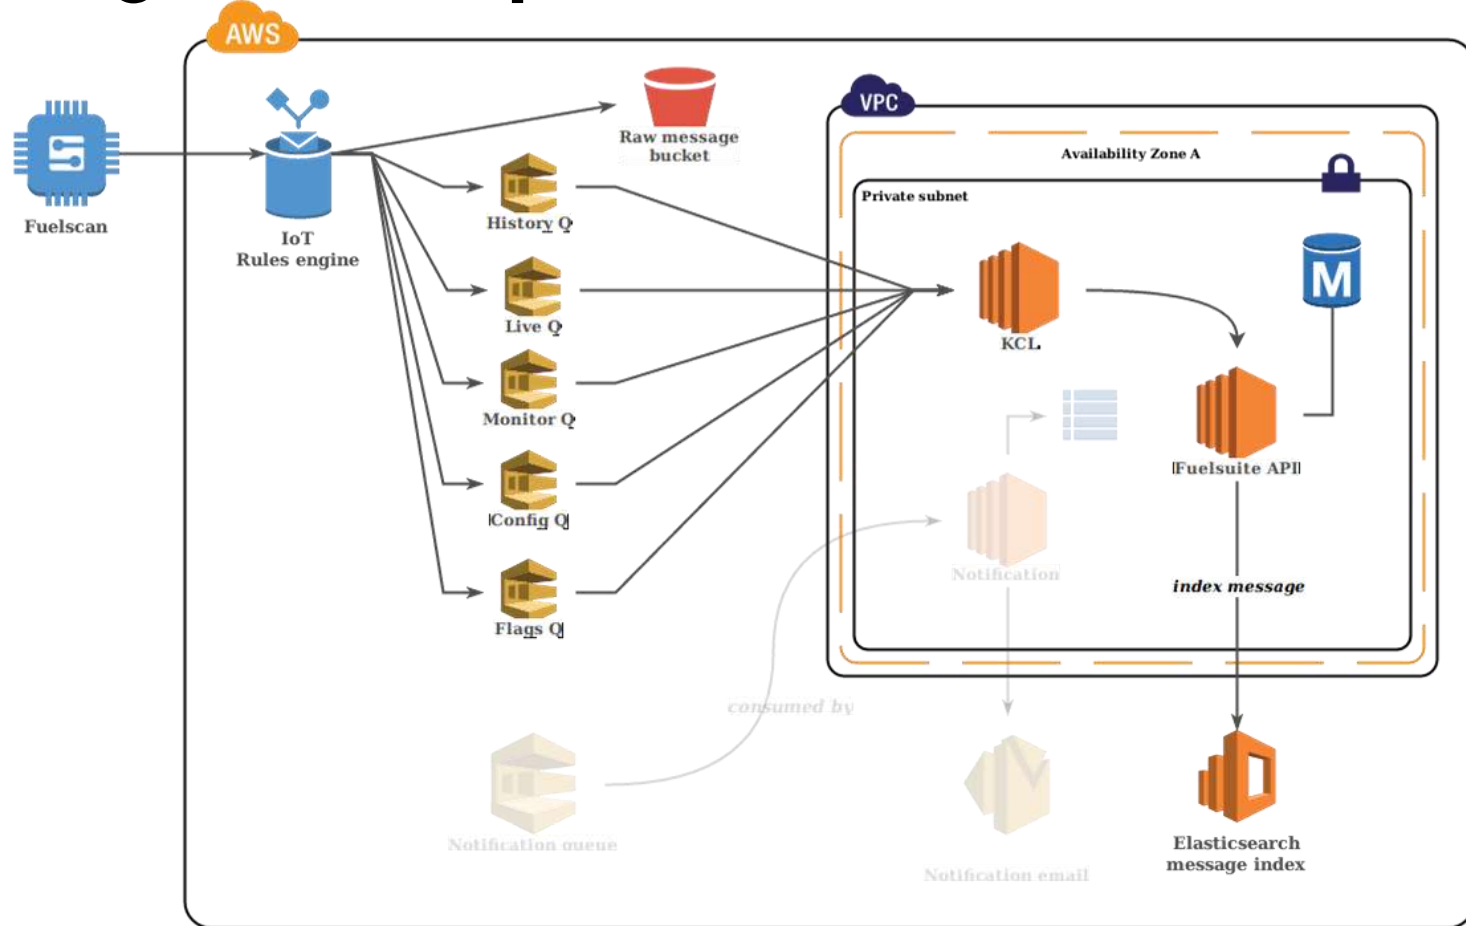 AWS
Fuelscan
IoT
Rules engine
Raw message
bucket
History Q
Live Q
Monitor Q
Config Q
Flags Q
VPC
Availability Zone A
Private subnet
KCL
M
Fuelsuite API
Notification
index message
consumed by
Notification queue
Notification email
Elasticsearch
message index